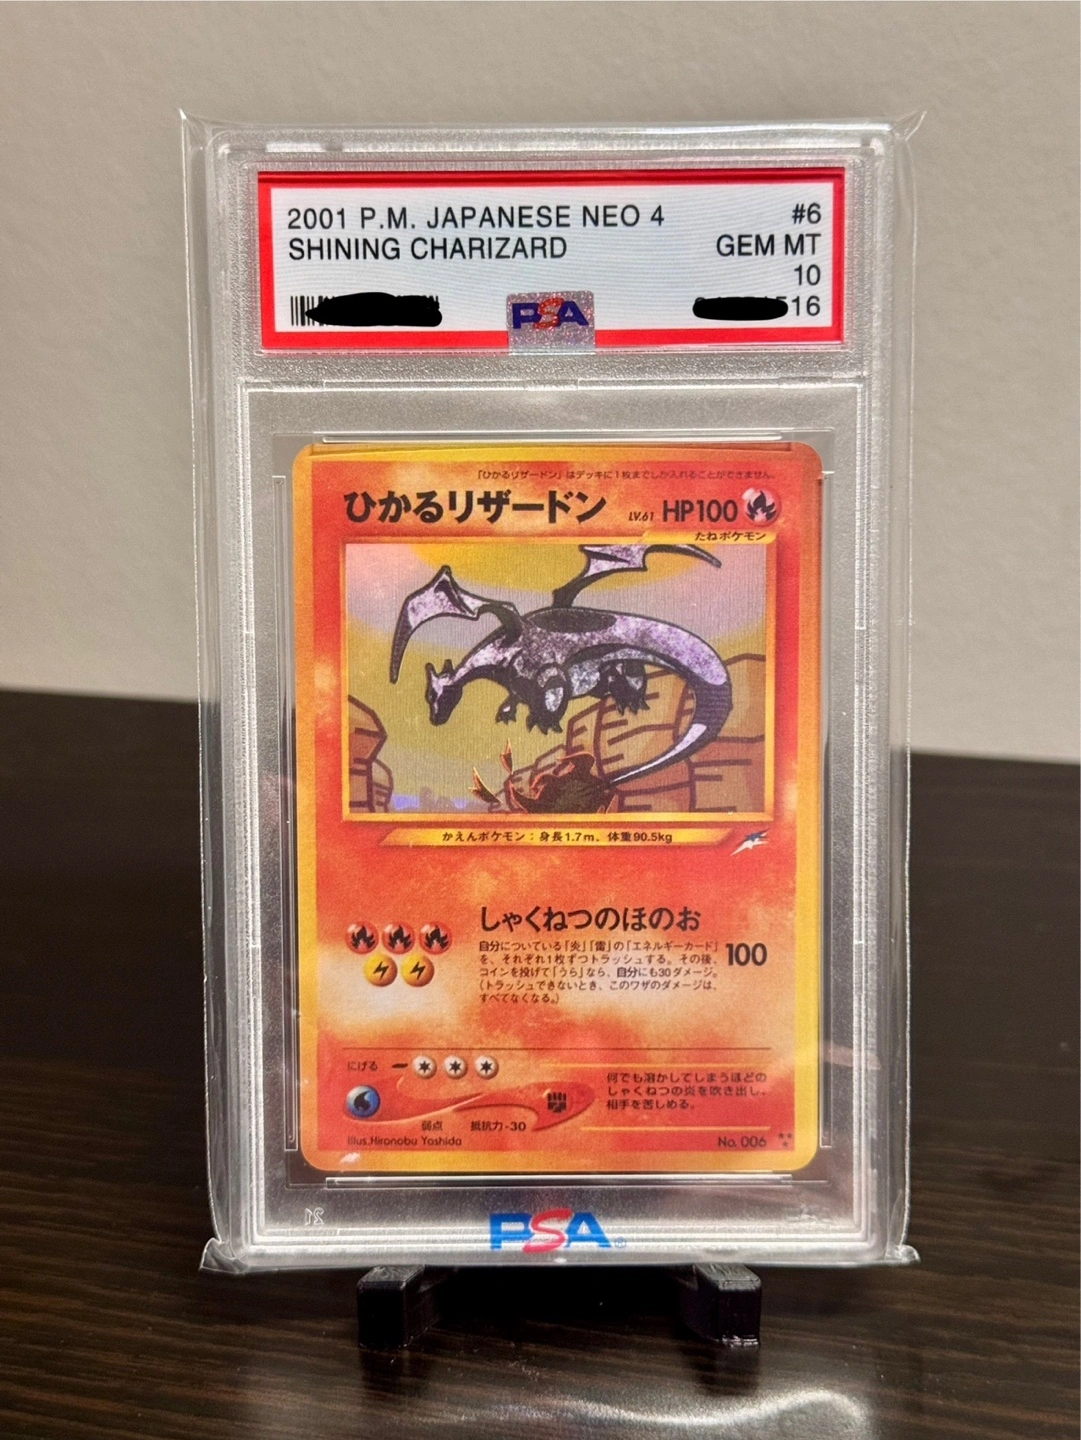 2001 P.M. JAPANESE NEO 4 #6
SHINING CHARIZARD GEM MT
10
16
PSA
「ひかるリザードン」はデッキに1枚までしか入れることができません。
ひかるリザードン LV.61 HP100
たねポケモン
かえんポケモン:身長1.7m、体重90.5kg
しゃくねつのほのお
自分についている「炎」「雷」の「エネルギーカード」
を、それぞれ1枚ずつトラッシュする。その後、
コインを投げて「うら」なら、自分にも30ダメージ。
(トラッシュできないとき、このワザのダメージは、
すべてなくなる。)
100
にげる
何でも溶かしてしまうほどの
しゃくねつの炎を吹き出し、
相手を苦しめる。
弱点 抵抗力-30
Illus.Hironobu Yoshida
No. 006
PSA